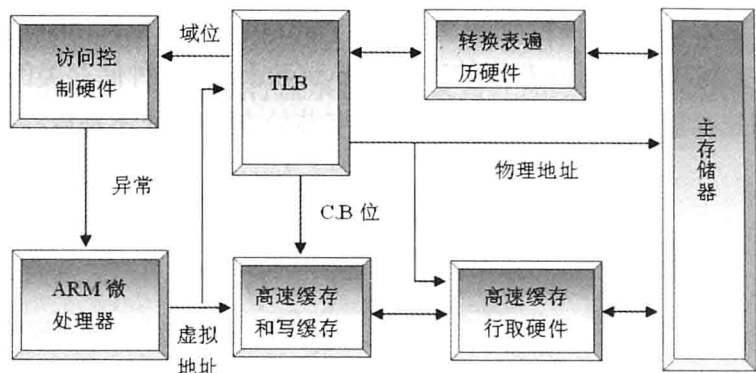 访问控
制硬件
域位
TLB
转换表遍
历硬件
主存储器
异常
物理地址
C.B 位
ARM 微
处理器
虚拟
地址
高速缓存
和写缓存
高速缓存
行取硬件